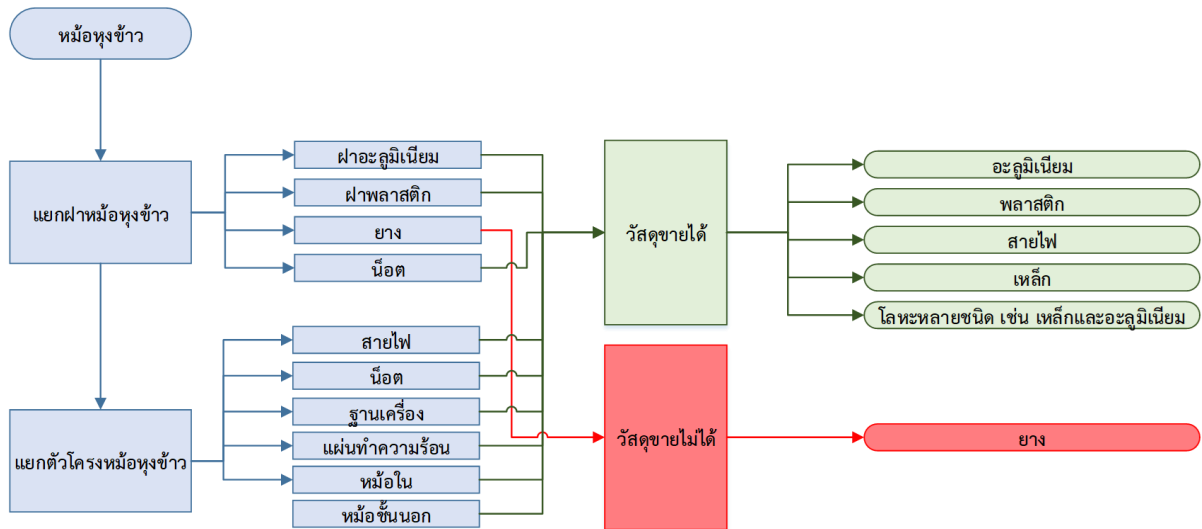 หม้อหุงข้าว
แยกฝาหม้อหุงข้าว
ฝาอะลูมิเนียม
ฝาพลาสติก
ยาง
น็อต
แยกตัวโครงหม้อหุงข้าว
สายไฟ
น็อต
ฐานเครื่อง
แผ่นทำความร้อน
หม้อใน
หม้อชั้นนอก
วัสดุขายได้
อะลูมิเนียม
พลาสติก
สายไฟ
เหล็ก
โลหะหลายชนิด เช่น เหล็กและอะลูมิเนียม
วัสดุขายไม่ได้
ยาง